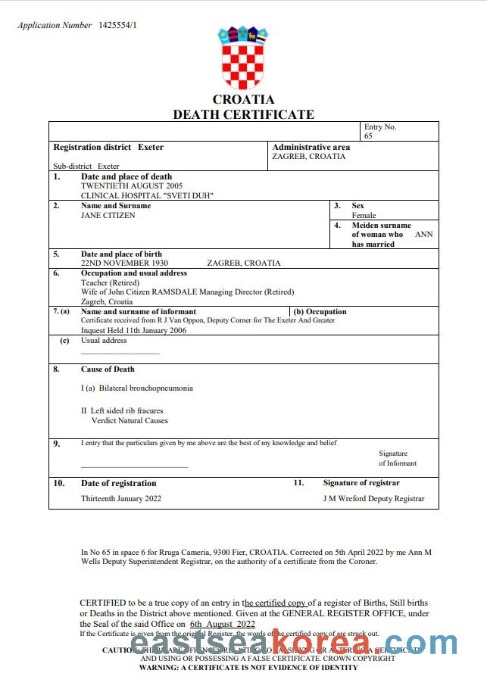 Application Number 1425554/1
CROATIA
DEATH CERTIFICATE
Entry No.
65
Registration district Exeter
Administrative area
ZAGREB, CROATIA
Sub-district Exeter
1. Date and place of death
TWENTIETH AUGUST 2005
CLINICAL HOSPITAL "SVETI DUH"
2. Name and Surname
JANE CITIZEN
3. Sex
Female
4. Meiden surname
of woman who ANN
has married
5. Date and place of birth
22ND NOVEMBER 1930 ZAGREB, CROATIA
6. Occupation and usual address
Teacher (Retired)
Wife of John Citizen RAMSDALE Managing Director (Retired)
Zagreb, Croatia
7. (a) Name and surname of informant (b) Occupation
Certificate received from R J Van Oppon, Deputy Corner for The Exeter And Greater
Inquest Held 11th January 2006
(c) Usual address
8. Cause of Death
I (a) Bilateral bronchopneumonia
II Left sided rib fracures
Verdict Natural Causes
9. I entry that the particulars given by me above are the best of my knowledge and belief
Signature
of Informant
10. Date of registration 11. Signature of registrar
Thirteenth January 2022 J M Wreford Deputy Registrar
In No 65 in space 6 for Rruga Cameria, 9300 Fier, CROATIA. Corrected on 5th April 2022 by me Ann M
Wells Deputy Superintendent Registrar, on the authority of a certificate from the Coroner.
CERTIFIED to be a true copy of an entry in the certified copy of a register of Births, Still births
or Deaths in the District above mentioned. Given at the GENERAL REGISTER OFFICE, under
the Seal of the said Office on 6th August 2022
If the Certificate is given from the original Register, the words of the certified copy of are struck out.
eastseakorea.com
AND USING OR POSSESSING A FALSE CERTIFICATE. CROWN COPYRIGHT
WARNING: A CERTIFICATE IS NOT EVIDENCE OF IDENTITY